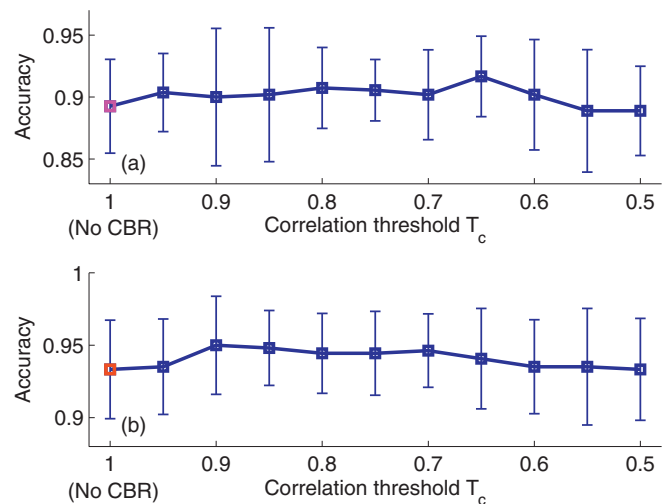 0.95
0.9
0.85
Accuracy
(a)
1 0.9 0.8 0.7 0.6 0.5
(No CBR) Correlation threshold T_c
1
0.95
0.9
Accuracy
(b)
1 0.9 0.8 0.7 0.6 0.5
(No CBR) Correlation threshold T_c